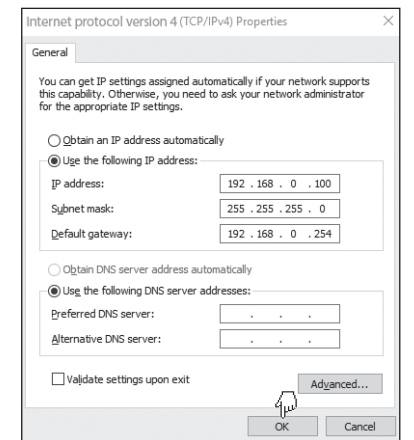 Internet protocol version 4 (TCP/IPv4) Properties
General
You can get IP settings assigned automatically if your network supports
this capability. Otherwise, you need to ask your network administrator
for the appropriate IP settings.
Obtain an IP address automatically
Use the following IP address:
IP address: 192 . 168 . 0 . 100
Subnet mask: 255 . 255 . 255 . 0
Default gateway: 192 . 168 . 0 . 254
Obtain DNS server address automatically
Use the following DNS server addresses:
Preferred DNS server: . . .
Alternative DNS server: . . .
Validate settings upon exit
Advanced...
OK Cancel